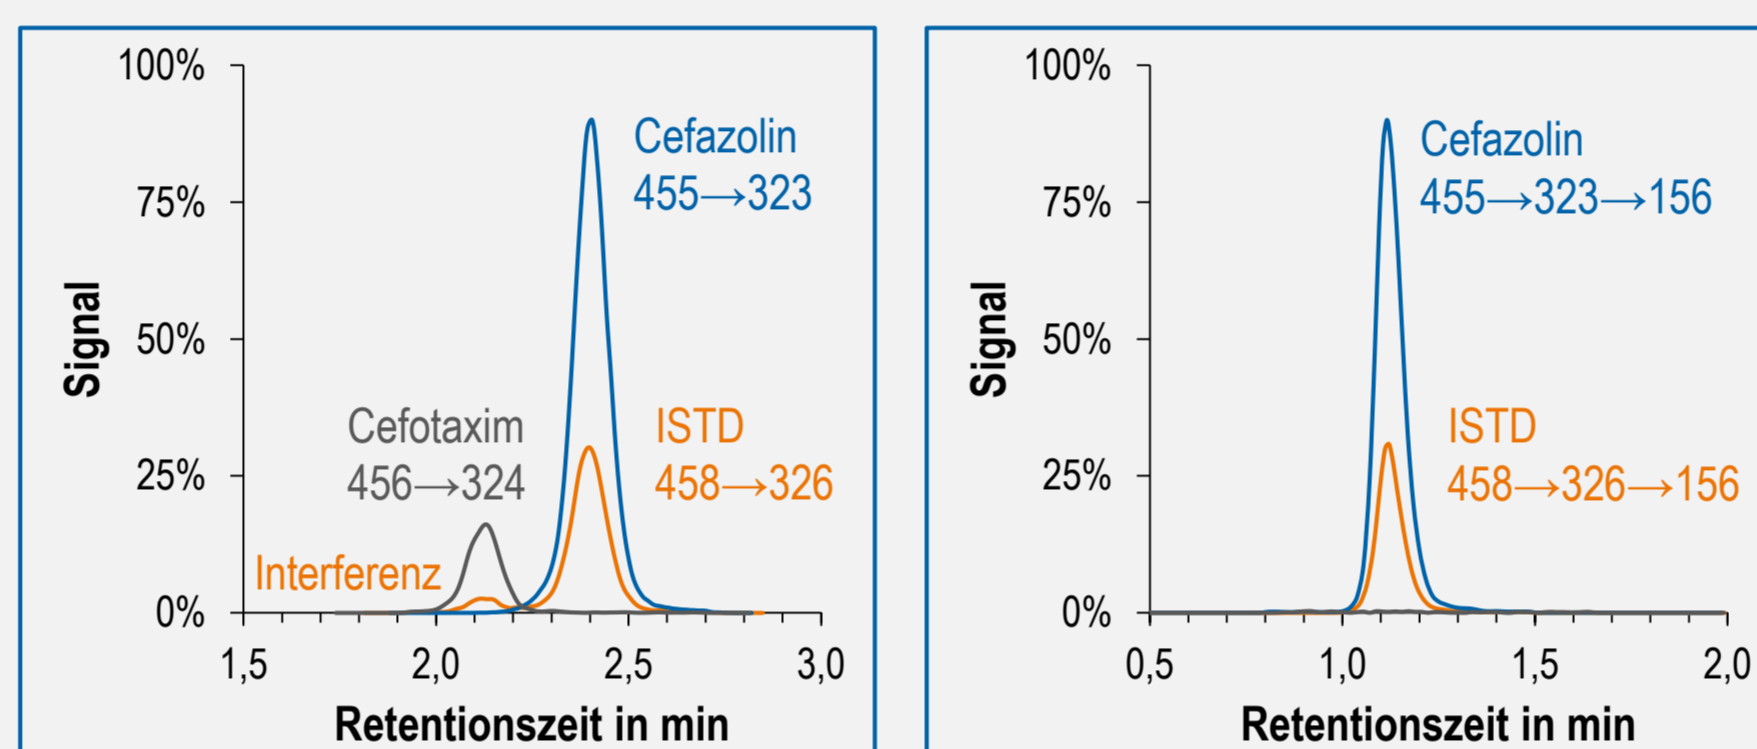 100%
75%
50%
25%
0%
Signal
Cefazolin
455→323
Cefotaxim
456→324
ISTD
458→326
Interferenz
1,5 2,0 2,5 3,0
Retentionszeit in min
100%
75%
50%
25%
0%
Signal
Cefazolin
455→323→156
ISTD
458→326→156
0,5 1,0 1,5 2,0
Retentionszeit in min